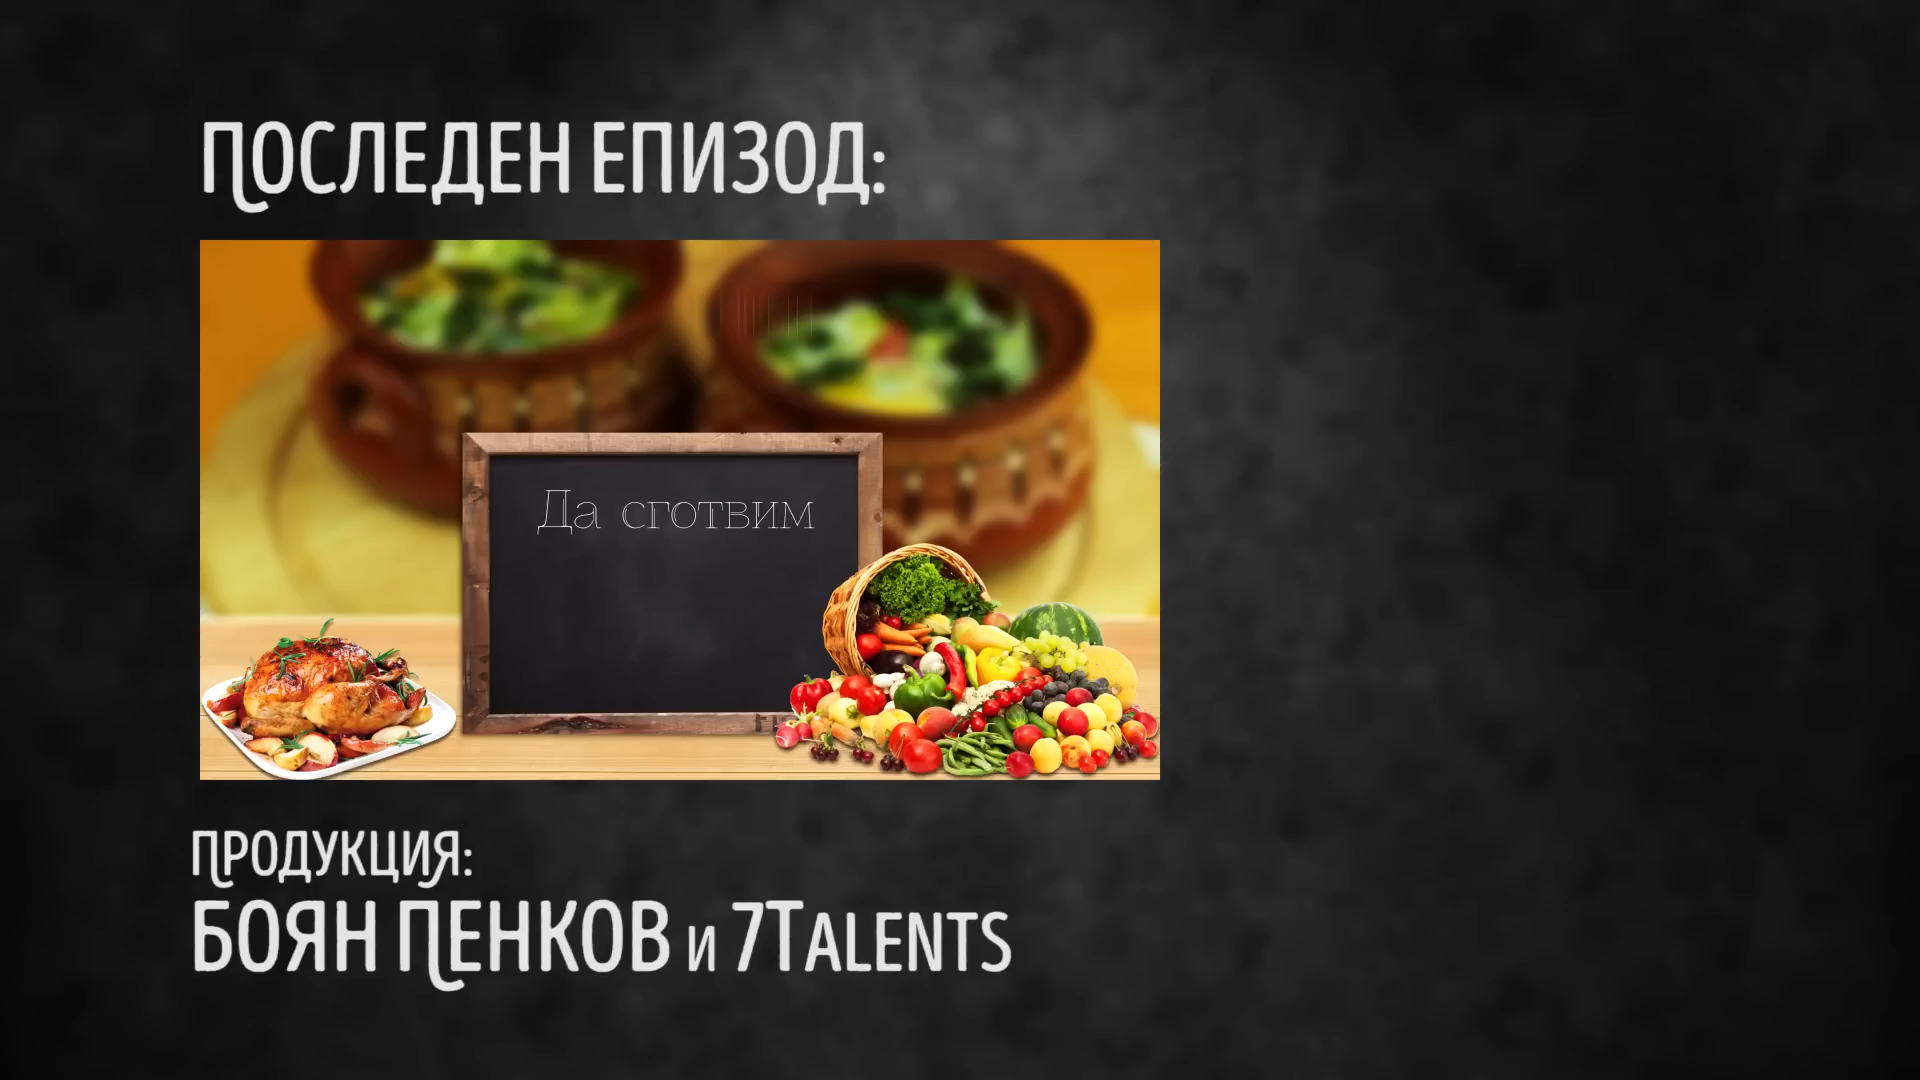 ПОСЛЕДЕН ЕПИЗОД:
Да сготвим
ПРОДУКЦИЯ:
БОЯН ПЕНКОВ и 7TALENTS